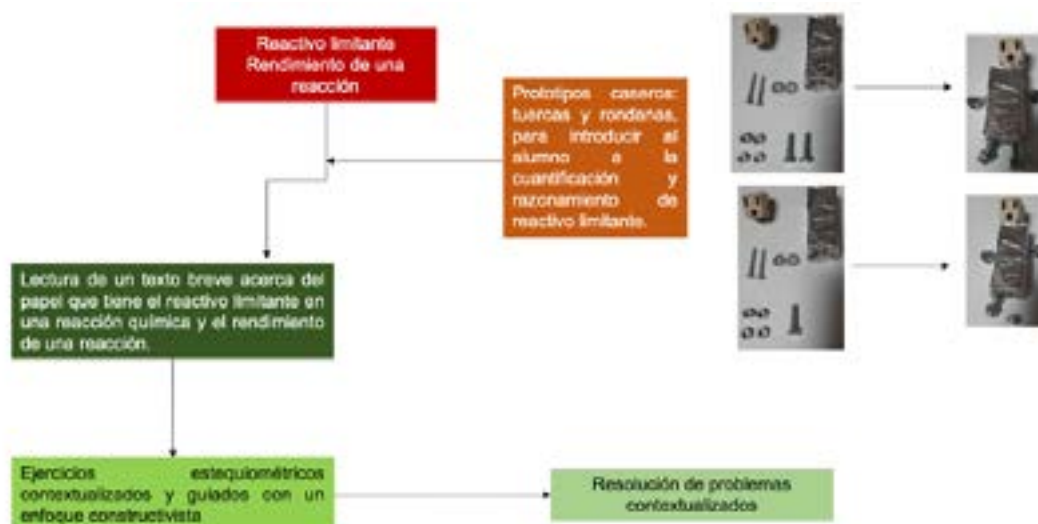 Reactivo limitante
Rendimiento de una
reacción
Prototipos caseros:
tuercas y rondanas,
para introducir al
alumno a la
cuantificación y
razonamiento de
reactivo limitante.
Lectura de un texto breve acerca del
papel que tiene el reactivo limitante en
una reacción química y el rendimiento
de una reacción.
Ejercicios estequiométricos
contextualizados y guiados con un
enfoque constructivista
Resolución de problemas
contextualizados